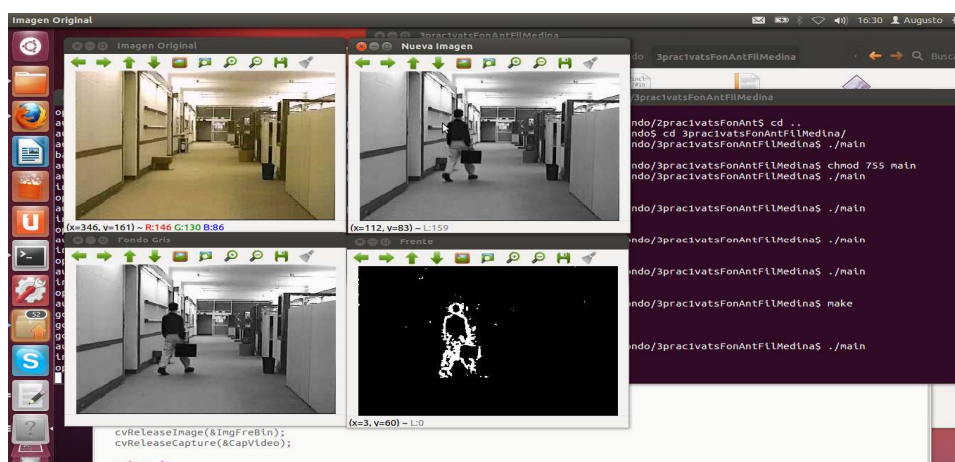 Imagen Original
16:30 Augusto
3pracivatsFonAntFilMedina
Imagen Original
Nueva Imagen
3prac1vatsFonAntFilMedina
Busc
(x=346, y=161) ~ R:146 G:130 B:86
(x=112, y=83) ~ L:159
Fondo Gris
Frente
(x=3, y=60) ~ L:0
/3prac1vatsFonAntFilMedina
ndo/2prac1vatsFonAnt$ cd ..
ndo$ cd 3prac1vatsFonAntFilMedina/
ndo/3prac1vatsFonAntFilMedina$ ./main
ndo/3prac1vatsFonAntFilMedina$ chmod 755 main
ndo/3prac1vatsFonAntFilMedina$ ./main
ndo/3prac1vatsFonAntFilMedina$ ./main
ndo/3prac1vatsFonAntFilMedina$ ./main
ndo/3prac1vatsFonAntFilMedina$ ./main
ndo/3prac1vatsFonAntFilMedina$ make
ndo/3prac1vatsFonAntFilMedina$ ./main
52
cvReleaseImage(&ImgFreBin);
cvReleaseCapture(&CapVideo);